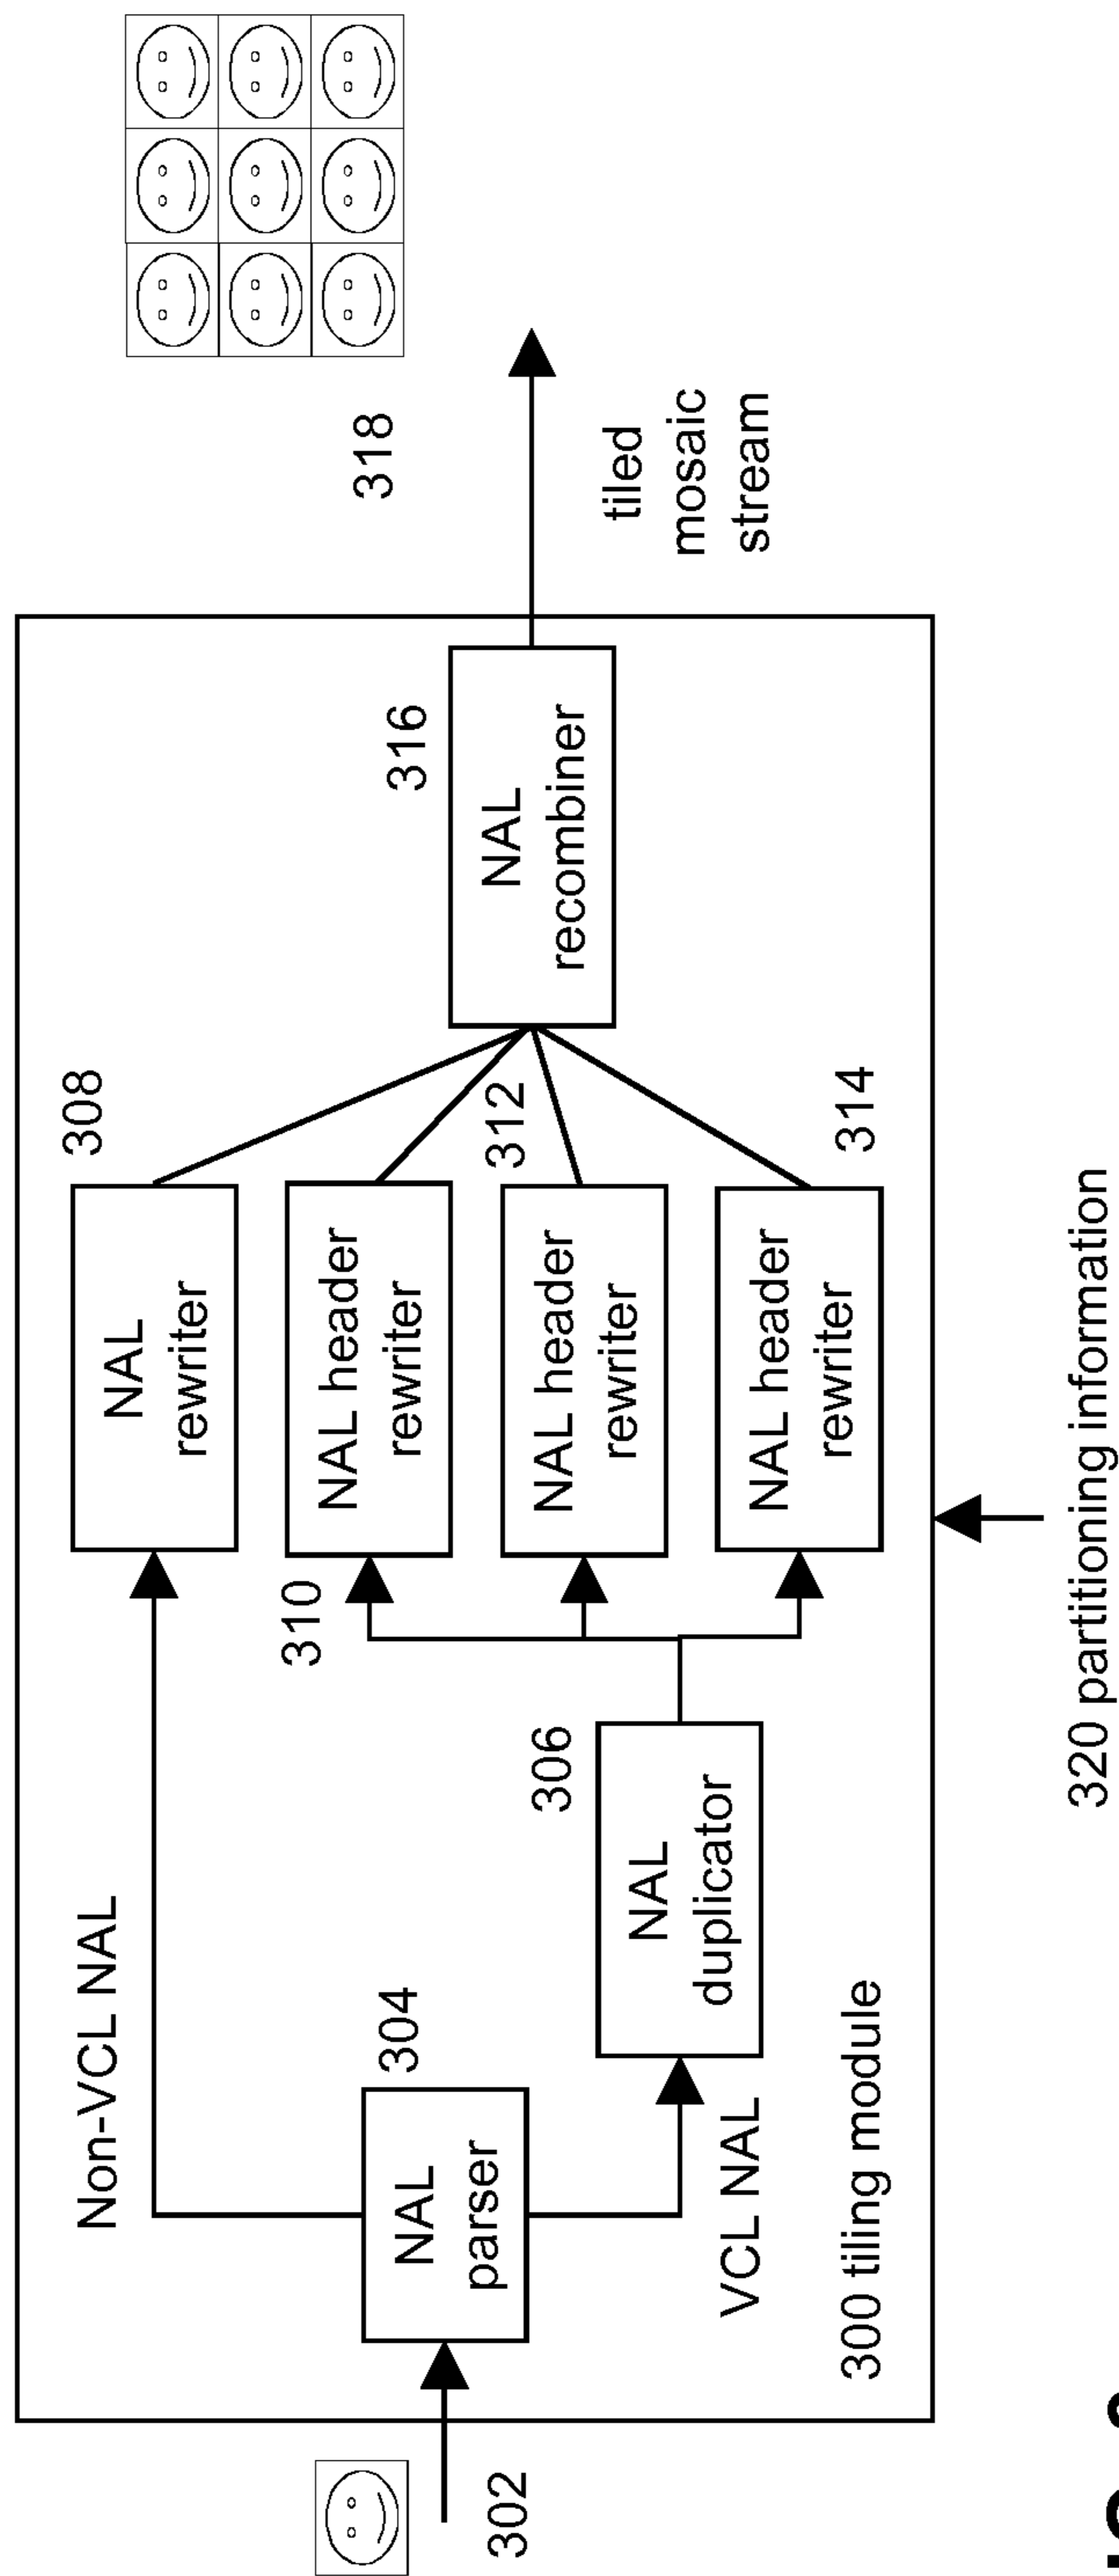 302
NAL
parser
304
Non-VCL NAL
VCL NAL
300 tiling module
NAL
duplicator
306
310
NAL
rewriter
308
NAL header
rewriter
NAL header
rewriter
312
NAL header
rewriter
314
NAL
recombiner
316
318
tiled
mosaic
stream
320 partitioning information